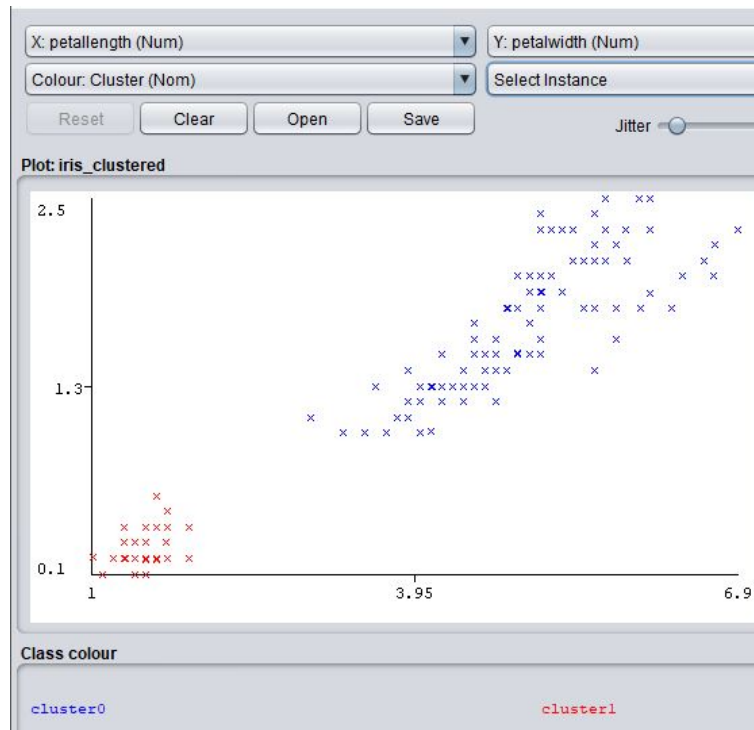 X: petallength (Num) Y: petalwidth (Num)
Colour: Cluster (Nom) Select Instance
Reset Clear Open Save Jitter
Plot: iris_clustered
2.5
1.3
0.1
1 3.95 6.9
Class colour
cluster0 cluster1